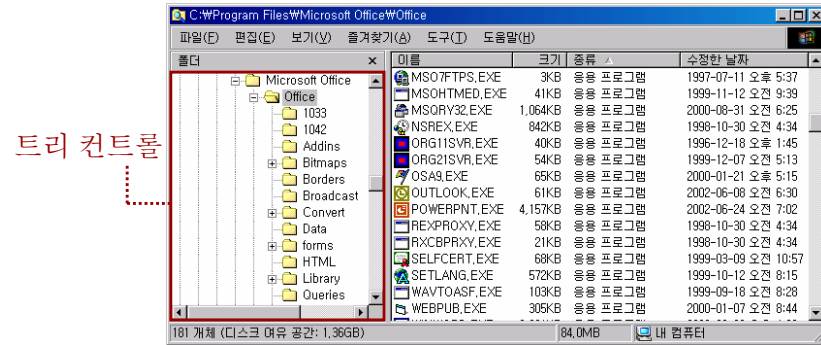 C:₩Program Files₩Microsoft Office₩Office
파일(F) 편집(E) 보기(V) 즐겨찾기(A) 도구(T) 도움말(H)
폴더
Microsoft Office
Office
1033
1042
Addins
Bitmaps
Borders
Broadcast
Convert
Data
forms
HTML
Library
Queries
트리 컨트롤
이름 크기 종류 수정한 날짜
MSO7FTPS.EXE 3KB 응용 프로그램 1997-07-11 오후 5:37
MSOHTMED.EXE 41KB 응용 프로그램 1999-11-12 오전 9:39
MSQRY32.EXE 1,064KB 응용 프로그램 2000-08-31 오전 6:25
NSREX.EXE 842KB 응용 프로그램 1998-10-30 오전 4:34
ORG11SVR.EXE 40KB 응용 프로그램 1996-12-18 오후 1:45
ORG21SVR.EXE 54KB 응용 프로그램 1999-12-07 오전 5:13
OSA9.EXE 65KB 응용 프로그램 2000-01-21 오후 5:15
OUTLOOK.EXE 61KB 응용 프로그램 2002-06-08 오전 6:30
POWERPNT.EXE 4,157KB 응용 프로그램 2002-06-24 오전 7:02
REXPROXY.EXE 58KB 응용 프로그램 1998-10-30 오전 4:34
RXCBPRXY.EXE 21KB 응용 프로그램 1998-10-30 오전 4:34
SELFCERT.EXE 68KB 응용 프로그램 1999-03-09 오전 10:57
SETLANG.EXE 572KB 응용 프로그램 1999-10-12 오전 8:15
WAVTOASF.EXE 103KB 응용 프로그램 1999-09-18 오전 8:28
WEBPUB.EXE 305KB 응용 프로그램 2000-01-07 오전 8:44
181 개체 (디스크 여유 공간: 1.36GB) 84.0MB 내 컴퓨터